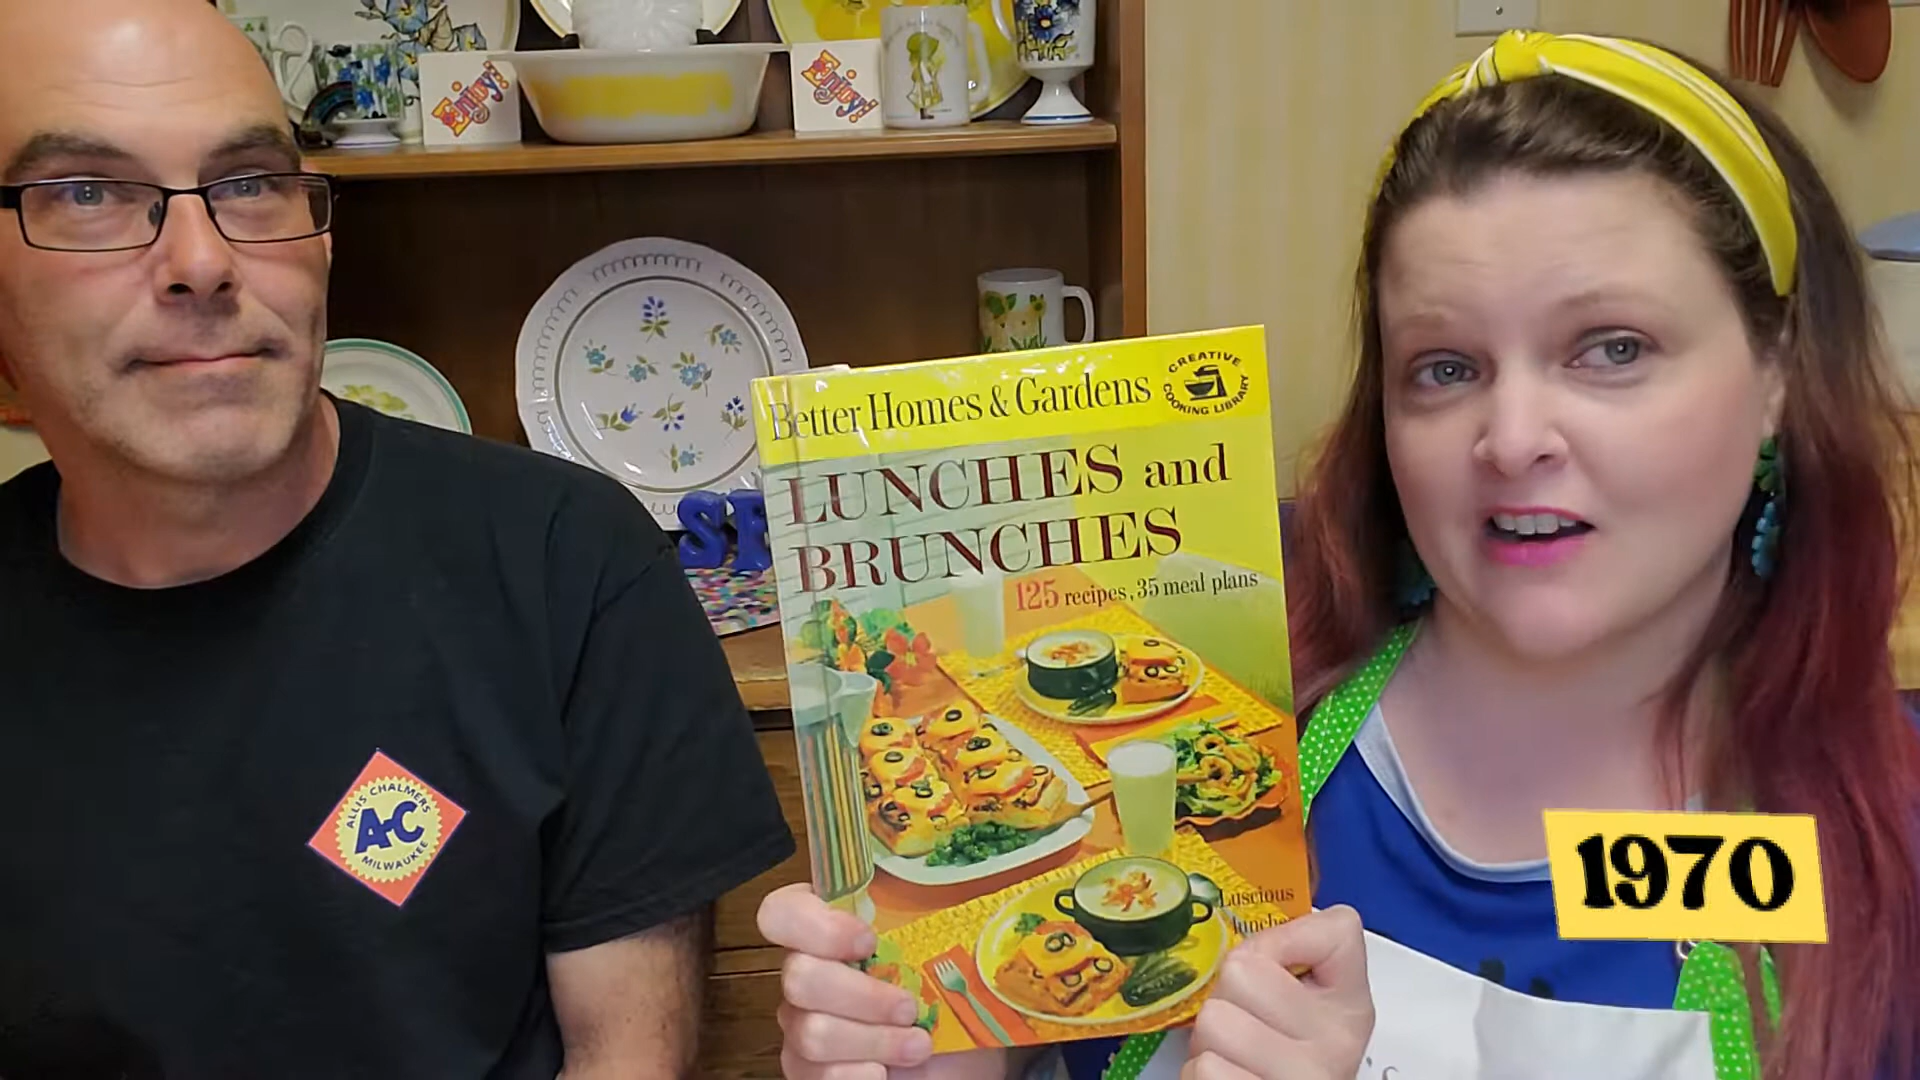 Enjoy!!
Enjoy!!
Better Homes & Gardens
CREATIVE
COOKING LIBRARY
LUNCHES and
BRUNCHES
125 recipes, 35 meal plans
Luscious
lunches
ALLIS CHALMERS
A-C
MILWAUKEE
1970